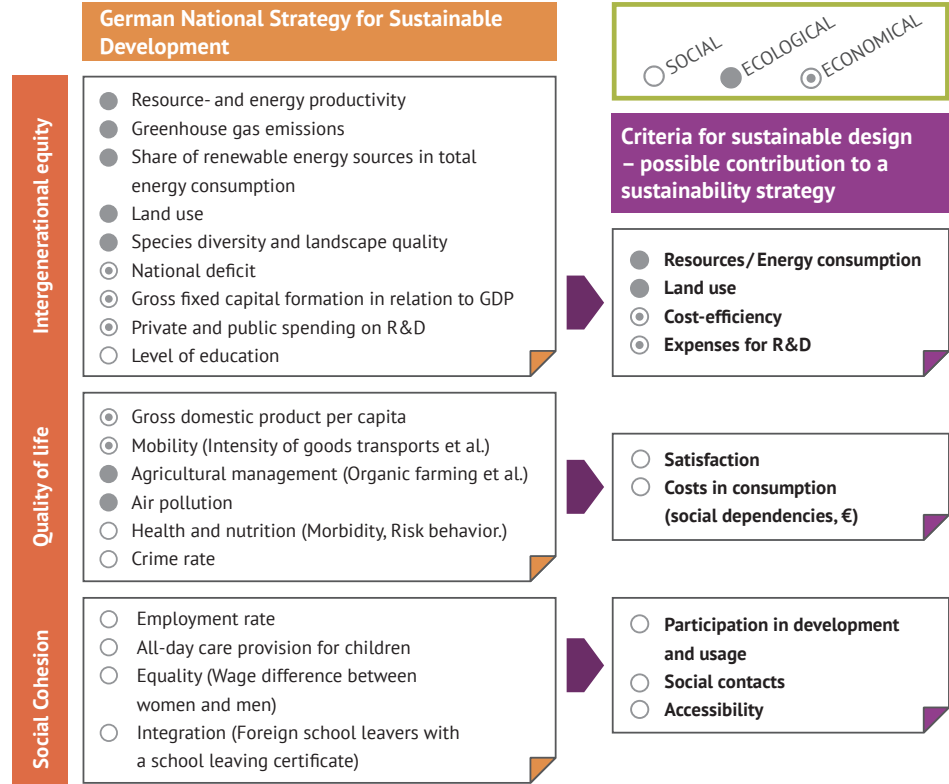 German National Strategy for Sustainable
Development
SOCIAL
ECOLOGICAL
ECONOMICAL
Criteria for sustainable design
– possible contribution to a
sustainability strategy
Intergenerational equity
Resource- and energy productivity
Greenhouse gas emissions
Share of renewable energy sources in total
energy consumption
Land use
Species diversity and landscape quality
National deficit
Gross fixed capital formation in relation to GDP
Private and public spending on R&D
Level of education
Resources/Energy consumption
Land use
Cost-efficiency
Expenses for R&D
Quality of life
Gross domestic product per capita
Mobility (Intensity of goods transports et al.)
Agricultural management (Organic farming et al.)
Air pollution
Health and nutrition (Morbidity, Risk behavior.)
Crime rate
Satisfaction
Costs in consumption
(social dependencies, €)
Social Cohesion
Employment rate
All-day care provision for children
Equality (Wage difference between
women and men)
Integration (Foreign school leavers with
a school leaving certificate)
Participation in development
and usage
Social contacts
Accessibility